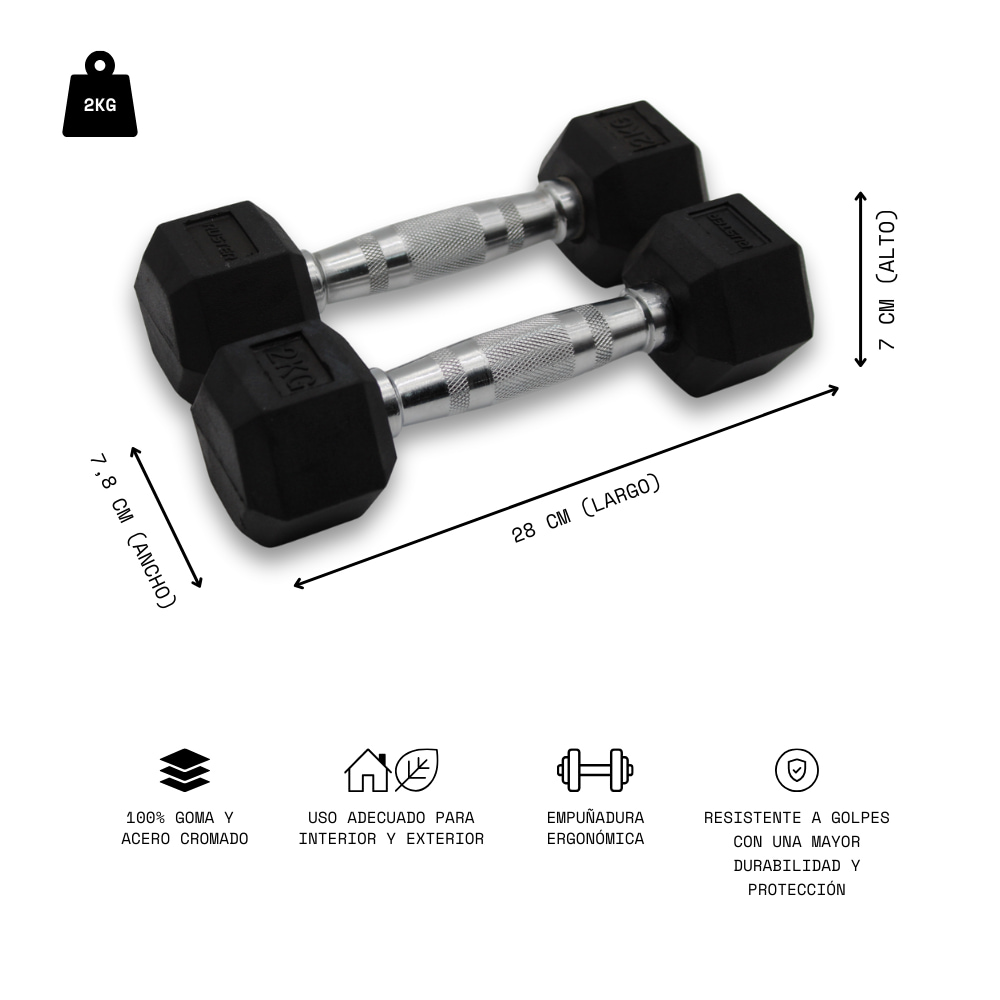 2KG
2KG
2KG
7 CM (ALTO)
28 CM (LARGO)
7,8 CM (ANCHO)
100% GOMA Y
ACERO CROMADO
USO ADECUADO PARA
INTERIOR Y EXTERIOR
EMPUÑADURA
ERGONÓMICA
RESISTENTE A GOLPES
CON UNA MAYOR
DURABILIDAD Y
PROTECCIÓN